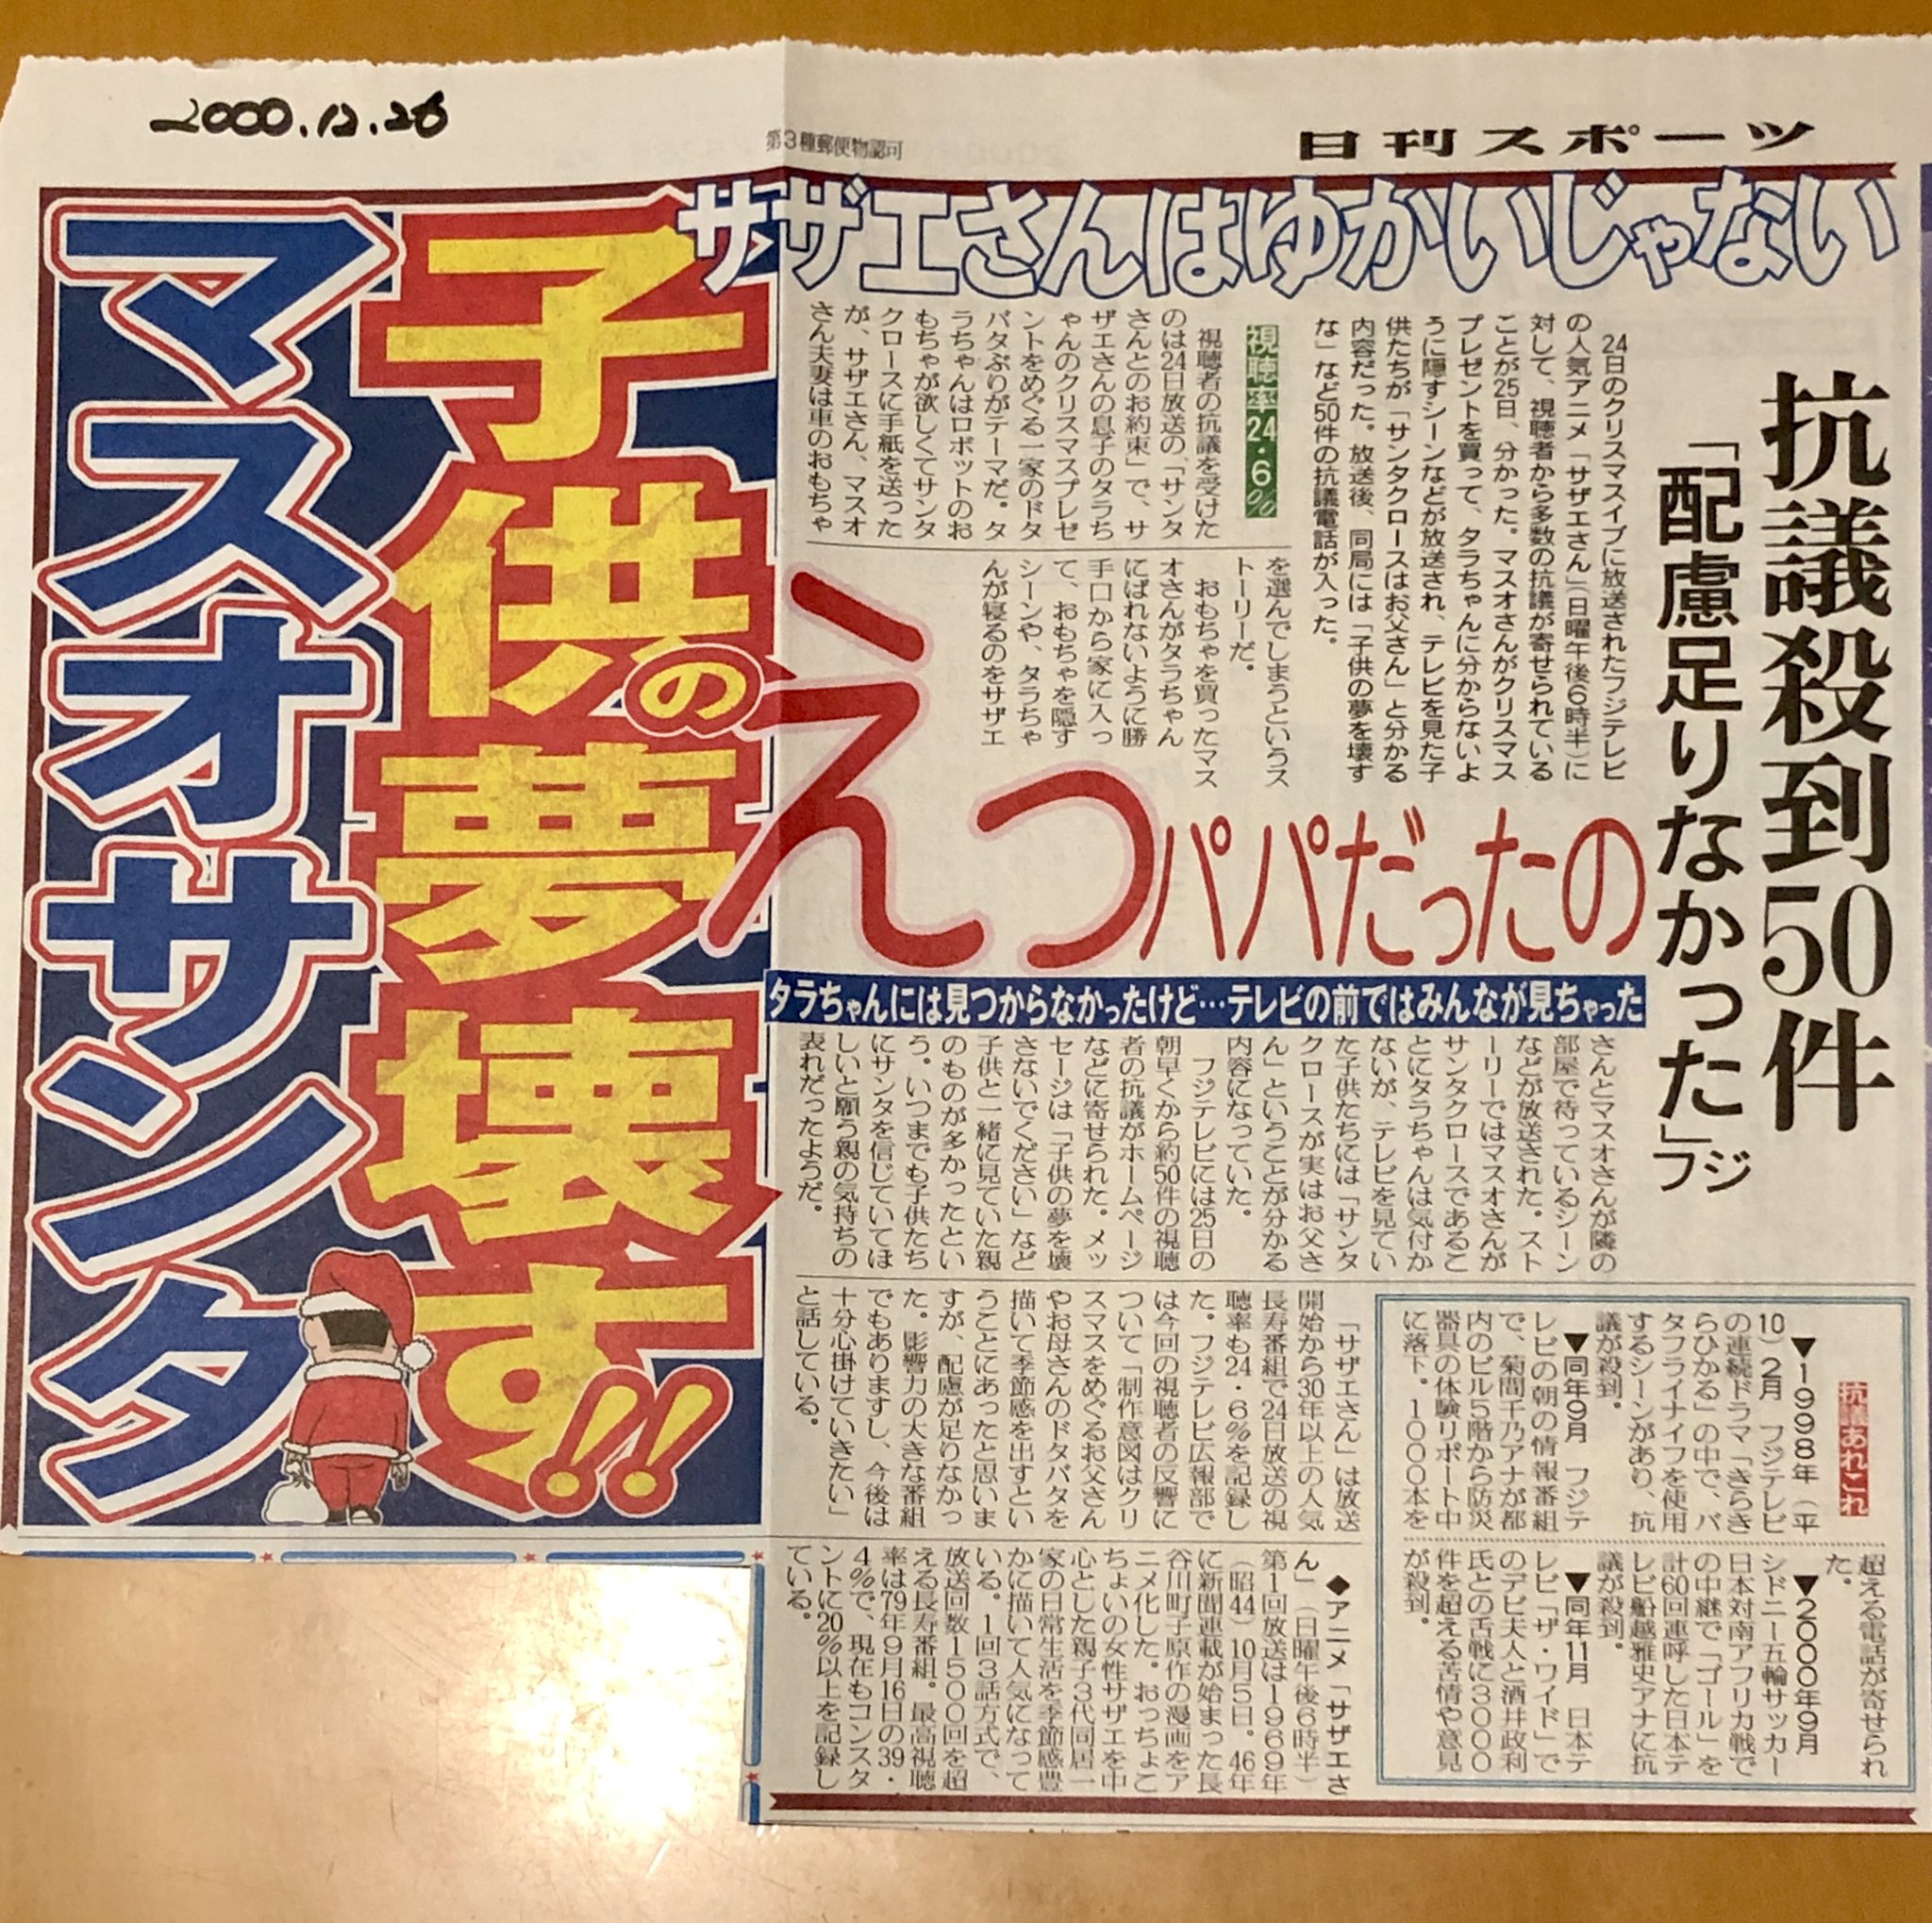 2000.12.26
第3種郵便物認可
日刊スポーツ
サザエさんはゆかいじゃない
抗議殺到50件
「配慮足りなかった」フジ
子供の夢壊す!!
マスオサンタ
えっパパだったの
タラちゃんには見つからなかったけど…テレビの前ではみんなが見ちゃった
24日のクリスマスイブに放送されたフジテレビ
の人気アニメ「サザエさん」(日曜午後6時半)に
対して、視聴者から多数の抗議が寄せられている
ことが25日、分かった。マスオさんがクリスマス
プレゼントを買って、タラちゃんに分からないよ
うに隠すシーンなどが放送され、テレビを見た子
供たちが「サンタクロースはお父さん」と分かる
内容だった。放送後、同局には「子供の夢を壊す
な」など50件の抗議電話が入った。
視聴率24・6%
視聴者の抗議を受けた
のは24日放送の、「サンタ
さんとのお約束」で、サ
ザエさんの息子のタラち
ゃんのクリスマスプレゼ
ントをめぐる一家のドタ
バタぶりがテーマだ。タ
ラちゃんはロボットのお
もちゃが欲しくてサンタ
クロースに手紙を送った
が、サザエさん、マスオ
さん夫妻は車のおもちゃ
を選んでしまうというス
トーリーだ。
おもちゃを買ったマス
オさんがタラちゃん
にばれないように勝
手口から家に入っ
て、おもちゃを隠す
シーンや、タラちゃ
んが寝るのをサザエ
さんとマスオさんが隣の
部屋で待っているシーン
などが放送された。スト
ーリーではマスオさんが
サンタクロースであるこ
とにタラちゃんは気付か
ないが、テレビを見てい
た子供たちには「サンタ
クロースが実はお父さ
ん」ということが分かる
内容になっていた。
フジテレビには25日の
朝早くから約50件の視聴
者の抗議がホームページ
などに寄せられた。メッ
セージは「子供の夢を壊
さないでください」など
子供と一緒に見ていた親
のものが多かったとい
う。いつまでも子供たち
にサンタを信じていてほ
しいと願う親の気持ちの
表れだったようだ。
「サザエさん」は放送
開始から30年以上の人気
長寿番組で24日放送の視
聴率も24・6%を記録し
た。フジテレビ広報部で
は今回の視聴者の反響に
ついて「制作意図はクリ
スマスをめぐるお父さん
やお母さんのドタバタを
描いて季節感を出すとい
うことにあったと思いま
すが、配慮が足りなかっ
た。影響力の大きな番組
でもありますし、今後は
十分心掛けていきたい」
と話している。
抗議あれこれ
▼1998年(平
10)2月 フジテレビ
の連続ドラマ「きらき
らひかる」の中で、バ
タフライナイフを使用
するシーンがあり、抗
議が殺到。
▼同年9月 フジテ
レビの朝の情報番組
で、菊間千乃アナが都
内のビル5階から防災
器具の体験リポート中
に落下。1000本を
超える電話が寄せられ
た。
▼2000年9月
シドニー五輪サッカー
日本対南アフリカ戦で
の中継で「ゴール」を
計60回連呼した日本テ
レビ船越雅史アナに抗
議が殺到。
▼同年11月 日本テ
レビ「ザ・ワイド」で
のデビ夫人と酒井政利
氏との舌戦に3000
件を超える苦情や意見
が殺到。
◆アニメ「サザエさ
ん」(日曜午後6時半)
第1回放送は1969年
(昭44)10月5日。46年
に新聞連載が始まった長
谷川町子原作の漫画をア
ニメ化した。おっちょこ
ちょいの女性サザエを中
心とした親子3代同居一
家の日常生活を季節感豊
かに描いて人気になって
いる。1回3話方式で、
放送回数1500回を超
える長寿番組。最高視聴
率は79年9月16日の39・
4%で、現在もコンスタ
ントに20%以上を記録し
ている。